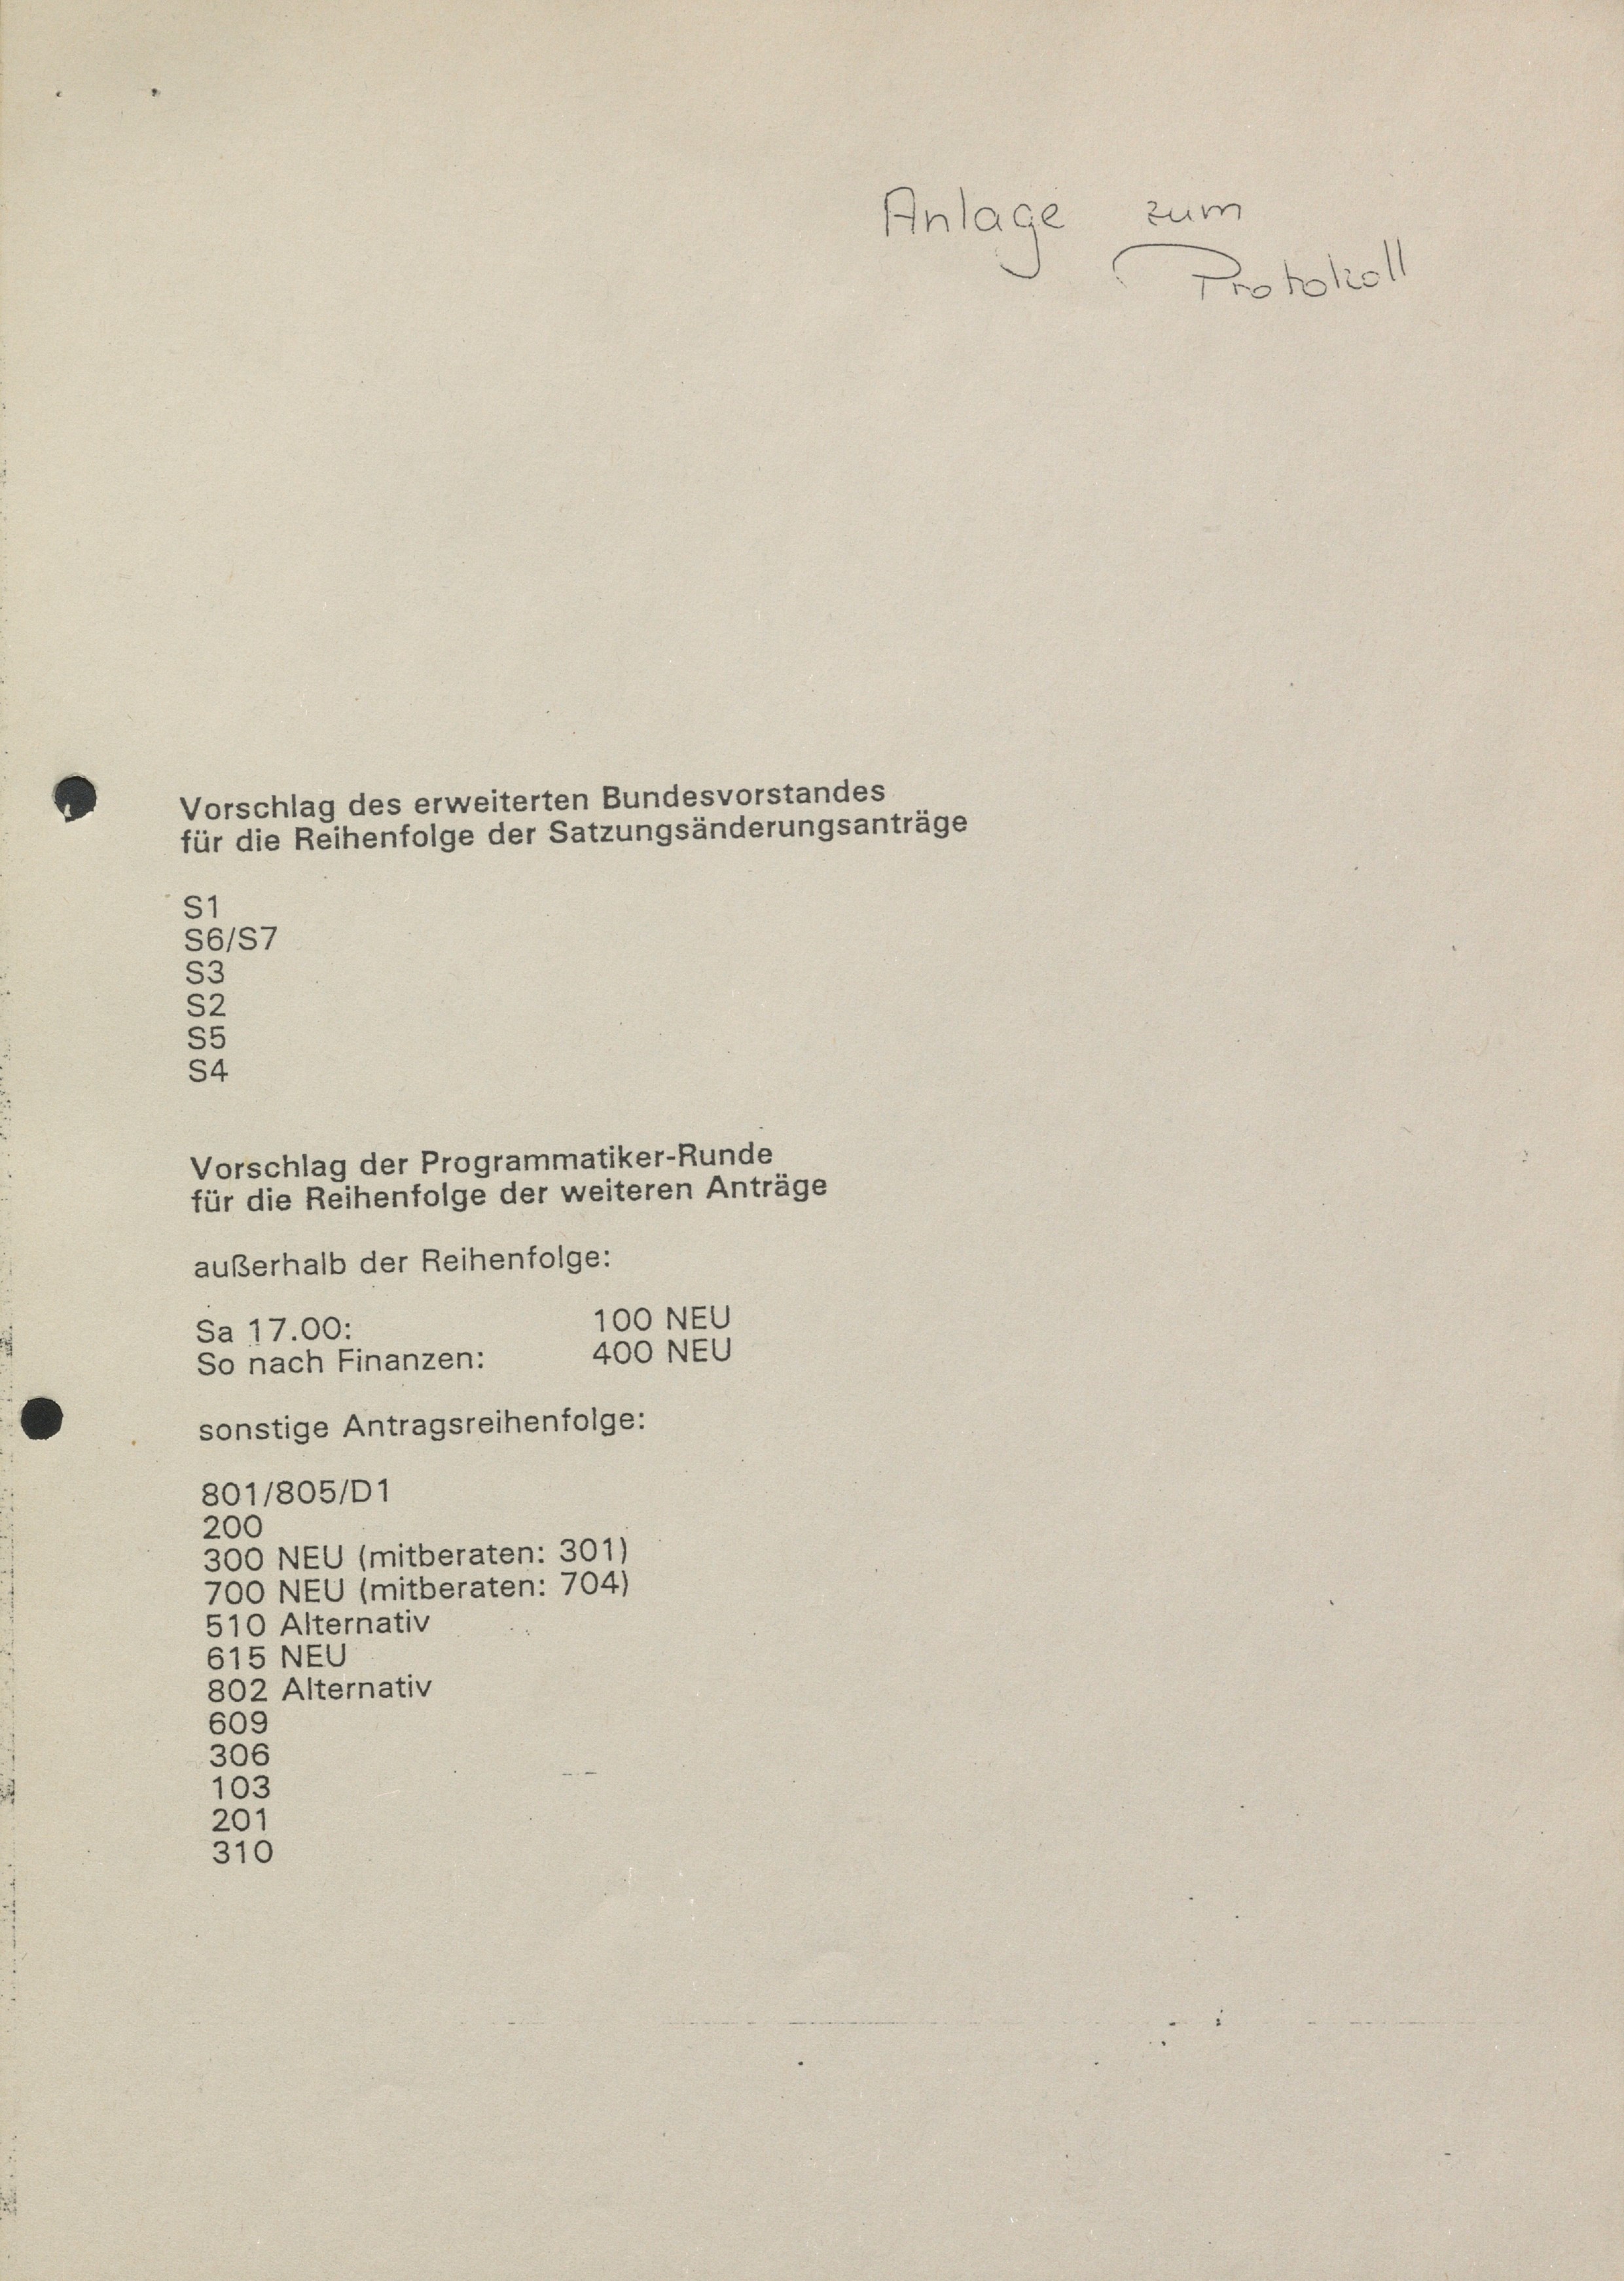 Anlage zum
Protokoll
Vorschlag des erweiterten Bundesvorstandes
für die Reihenfolge der Satzungsänderungsanträge
S1
S6/S7
S3
S2
S5
S4
Vorschlag der Programmatiker-Runde
für die Reihenfolge der weiteren Anträge
außerhalb der Reihenfolge:
Sa 17.00: 100 NEU
So nach Finanzen: 400 NEU
sonstige Antragsreihenfolge:
801/805/D1
200
300 NEU (mitberaten: 301)
700 NEU (mitberaten: 704)
510 Alternativ
615 NEU
802 Alternativ
609
306
103
201
310